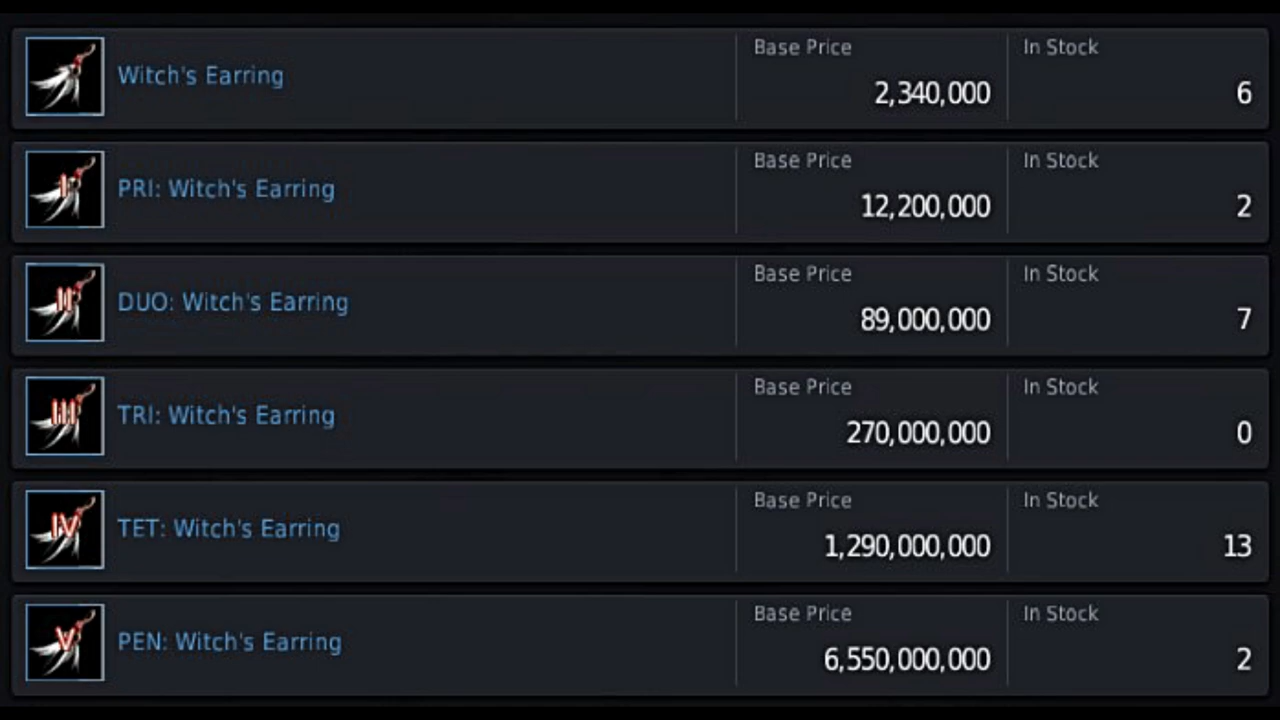 Witch's Earring
Base Price
In Stock
2,340,000
6
I
PRI: Witch's Earring
Base Price
In Stock
12,200,000
2
II
DUO: Witch's Earring
Base Price
In Stock
89,000,000
7
III
TRI: Witch's Earring
Base Price
In Stock
270,000,000
0
IV
TET: Witch's Earring
Base Price
In Stock
1,290,000,000
13
V
PEN: Witch's Earring
Base Price
In Stock
6,550,000,000
2